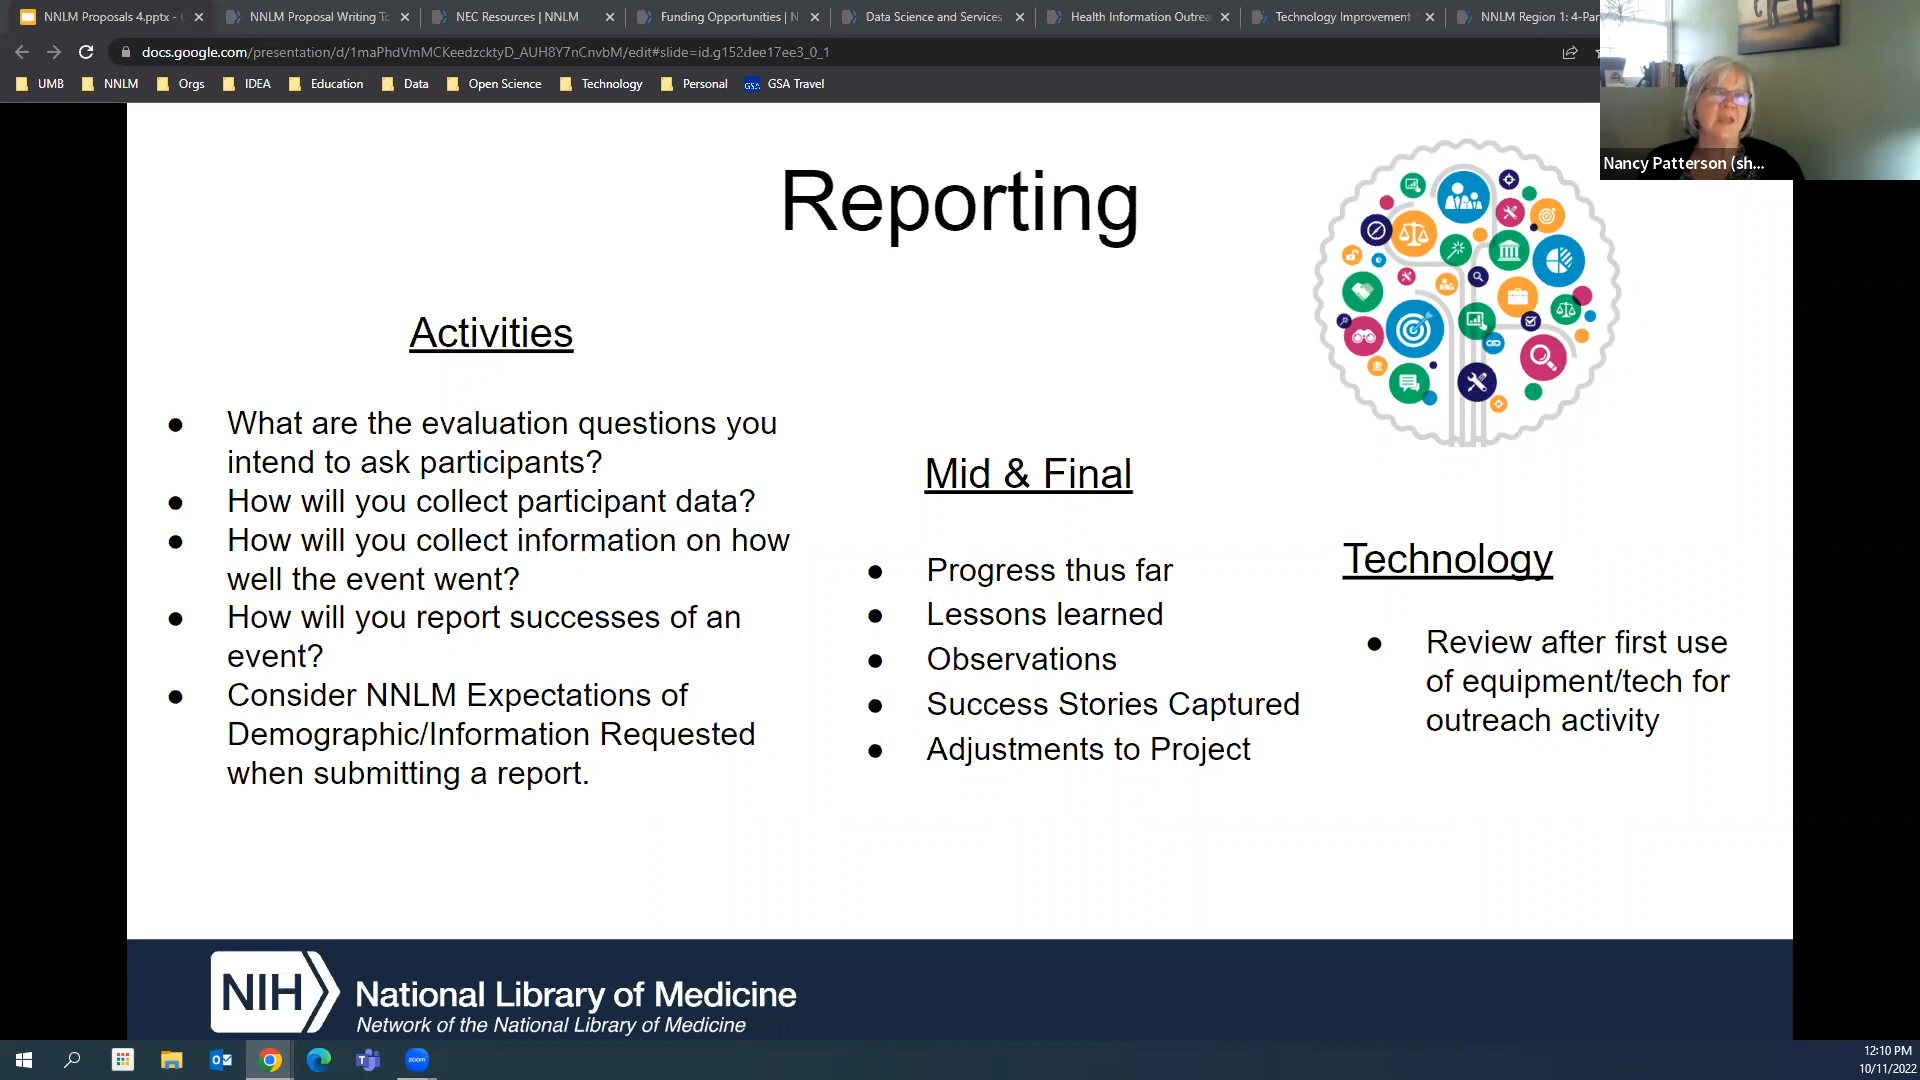 NNLM Proposals 4.pptx -
NNLM Proposal Writing To
NEC Resources | NNLM
Funding Opportunities | N
Data Science and Services
Health Information Outrea
Technology Improvement
NNLM Region 1: 4-Par
docs.google.com/presentation/d/1maPhdVmMCKeedzcktyD_AUH8Y7nCnvbM/edit#slide=id.g152dee17ee3_0_1
UMB
NNLM
Orgs
IDEA
Education
Data
Open Science
Technology
Personal
GSA
GSA Travel
Nancy Patterson (sh...
Reporting
Activities
● What are the evaluation questions you
intend to ask participants?
● How will you collect participant data?
● How will you collect information on how
well the event went?
● How will you report successes of an
event?
● Consider NNLM Expectations of
Demographic/Information Requested
when submitting a report.
Mid & Final
● Progress thus far
● Lessons learned
● Observations
● Success Stories Captured
● Adjustments to Project
Technology
● Review after first use
of equipment/tech for
outreach activity
NIH
National Library of Medicine
Network of the National Library of Medicine
zoom
12:10 PM
10/11/2022